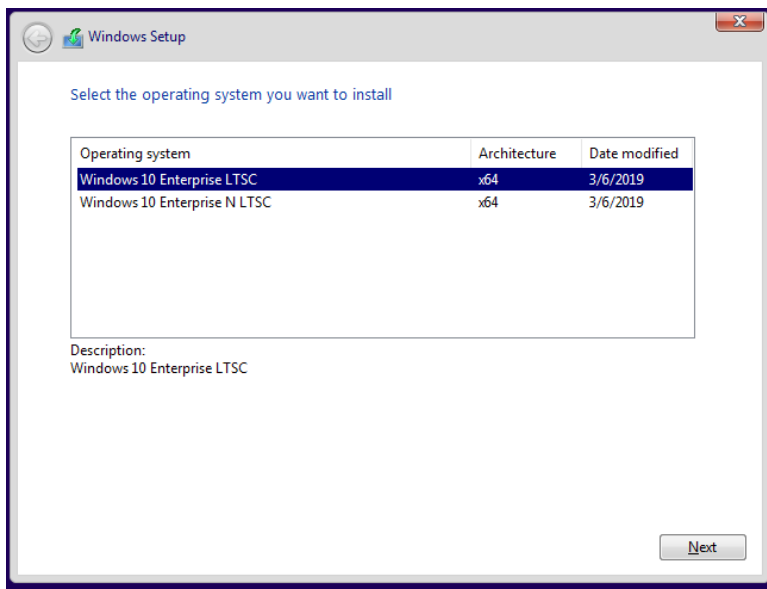 Windows Setup
Select the operating system you want to install
Operating system Architecture Date modified
Windows 10 Enterprise LTSC x64 3/6/2019
Windows 10 Enterprise N LTSC x64 3/6/2019
Description:
Windows 10 Enterprise LTSC
Next